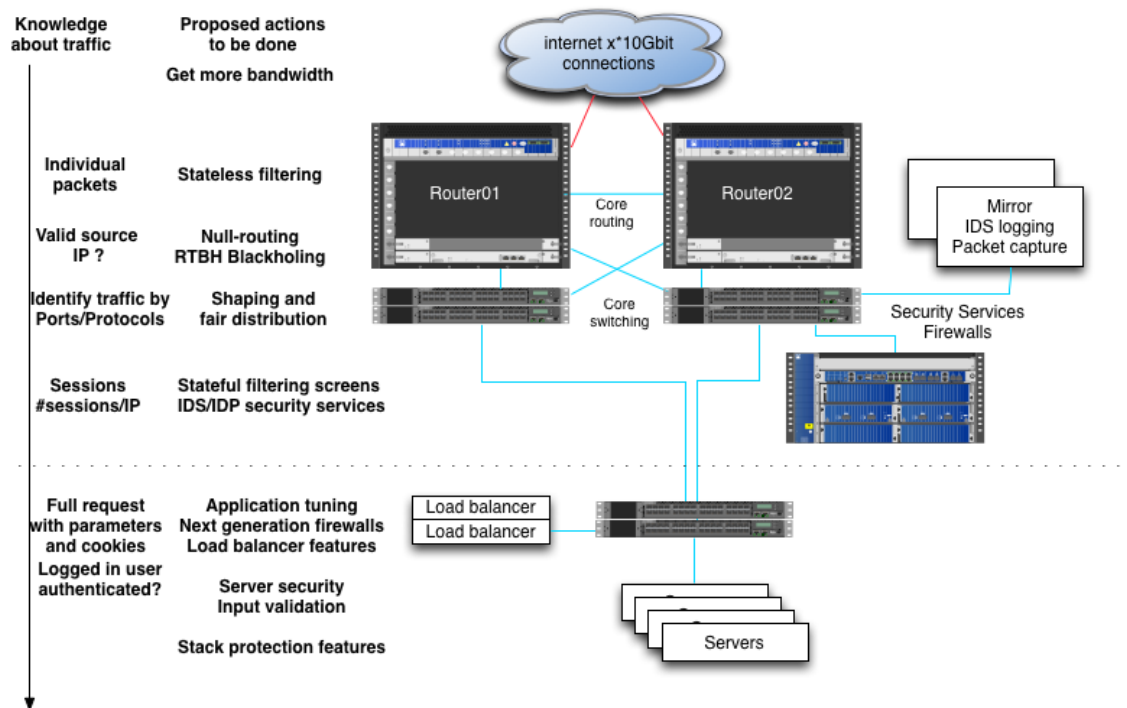 Knowledge
about traffic
Proposed actions
to be done
Get more bandwidth
internet x*10Gbit
connections
Individual
packets
Stateless filtering
Router01
Router02
Core
routing
Mirror
IDS logging
Packet capture
Valid source
IP ?
Null-routing
RTBH Blackholing
Identify traffic by
Ports/Protocols
Shaping and
fair distribution
Core
switching
Security Services
Firewalls
Sessions
#sessions/IP
Stateful filtering screens
IDS/IDP security services
Full request
with parameters
and cookies
Logged in user
authenticated?
Application tuning
Next generation firewalls
Load balancer features
Load balancer
Load balancer
Server security
Input validation
Stack protection features
Servers